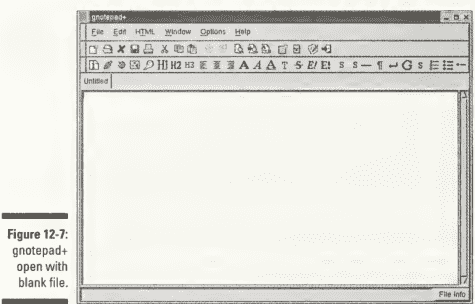 gnotepad+
File Edit HTML Window Options Help
H1 H2 H3 A A A T S E! E! S S ¶ G S
Untitled
File Info
Figure 12-7:
gnotepad+
open with
blank file.